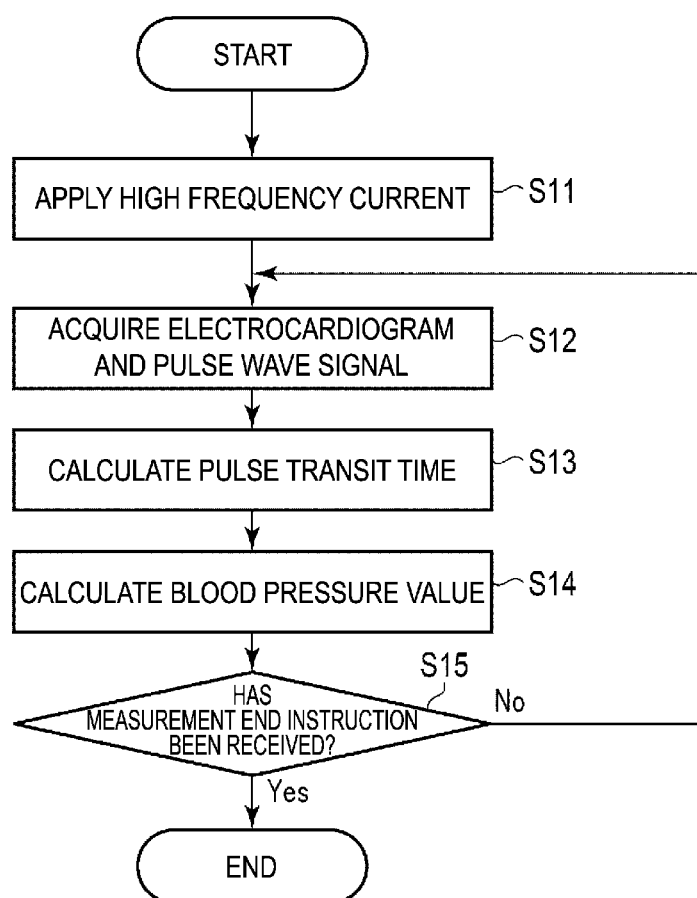 START
APPLY HIGH FREQUENCY CURRENT
S11
ACQUIRE ELECTROCARDIOGRAM
AND PULSE WAVE SIGNAL
S12
CALCULATE PULSE TRANSIT TIME
S13
CALCULATE BLOOD PRESSURE VALUE
S14
S15
HAS
MEASUREMENT END INSTRUCTION
BEEN RECEIVED?
No
Yes
END